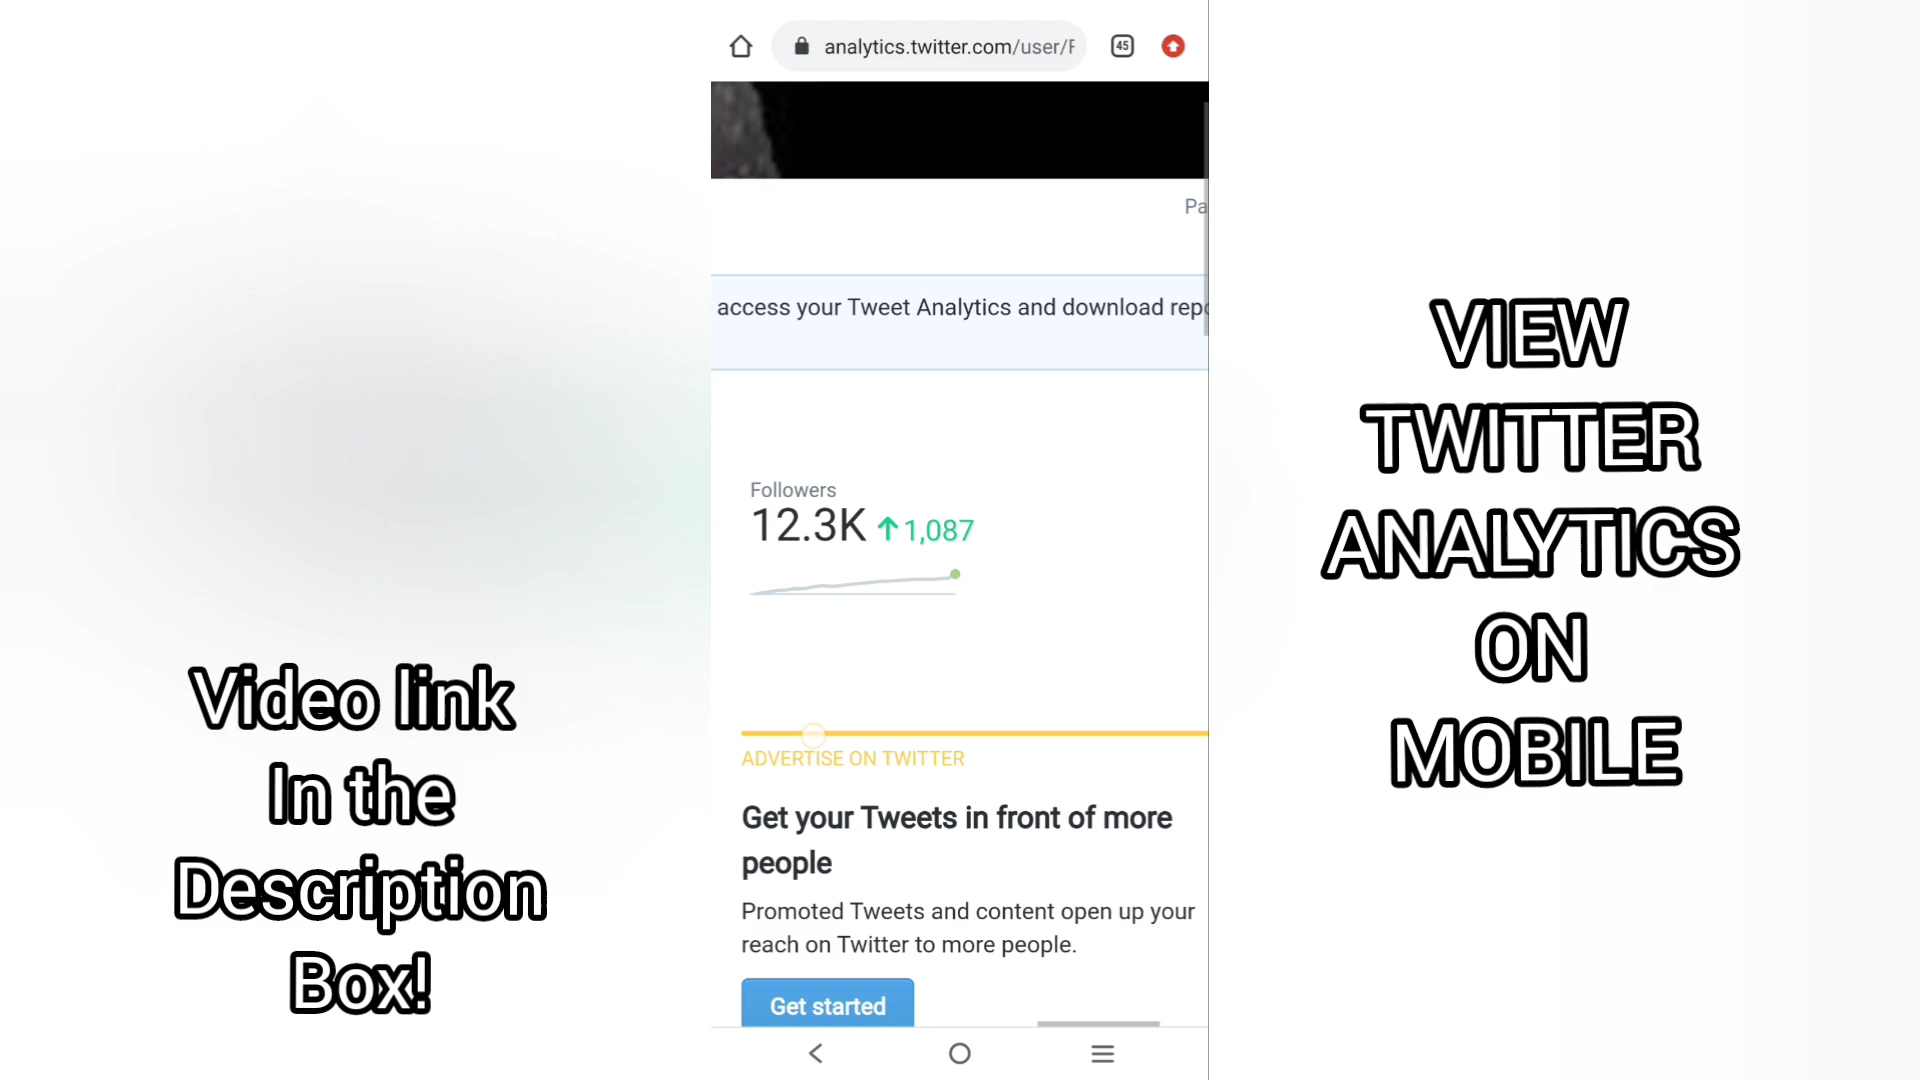 Video link
In the
Description
Box!
45
analytics.twitter.com/user/F
Pa
access your Tweet Analytics and download repo
Followers
12.3K 1,087
ADVERTISE ON TWITTER
Get your Tweets in front of more
people
Promoted Tweets and content open up your
reach on Twitter to more people.
Get started
VIEW
TWITTER
ANALYTICS
ON
MOBILE